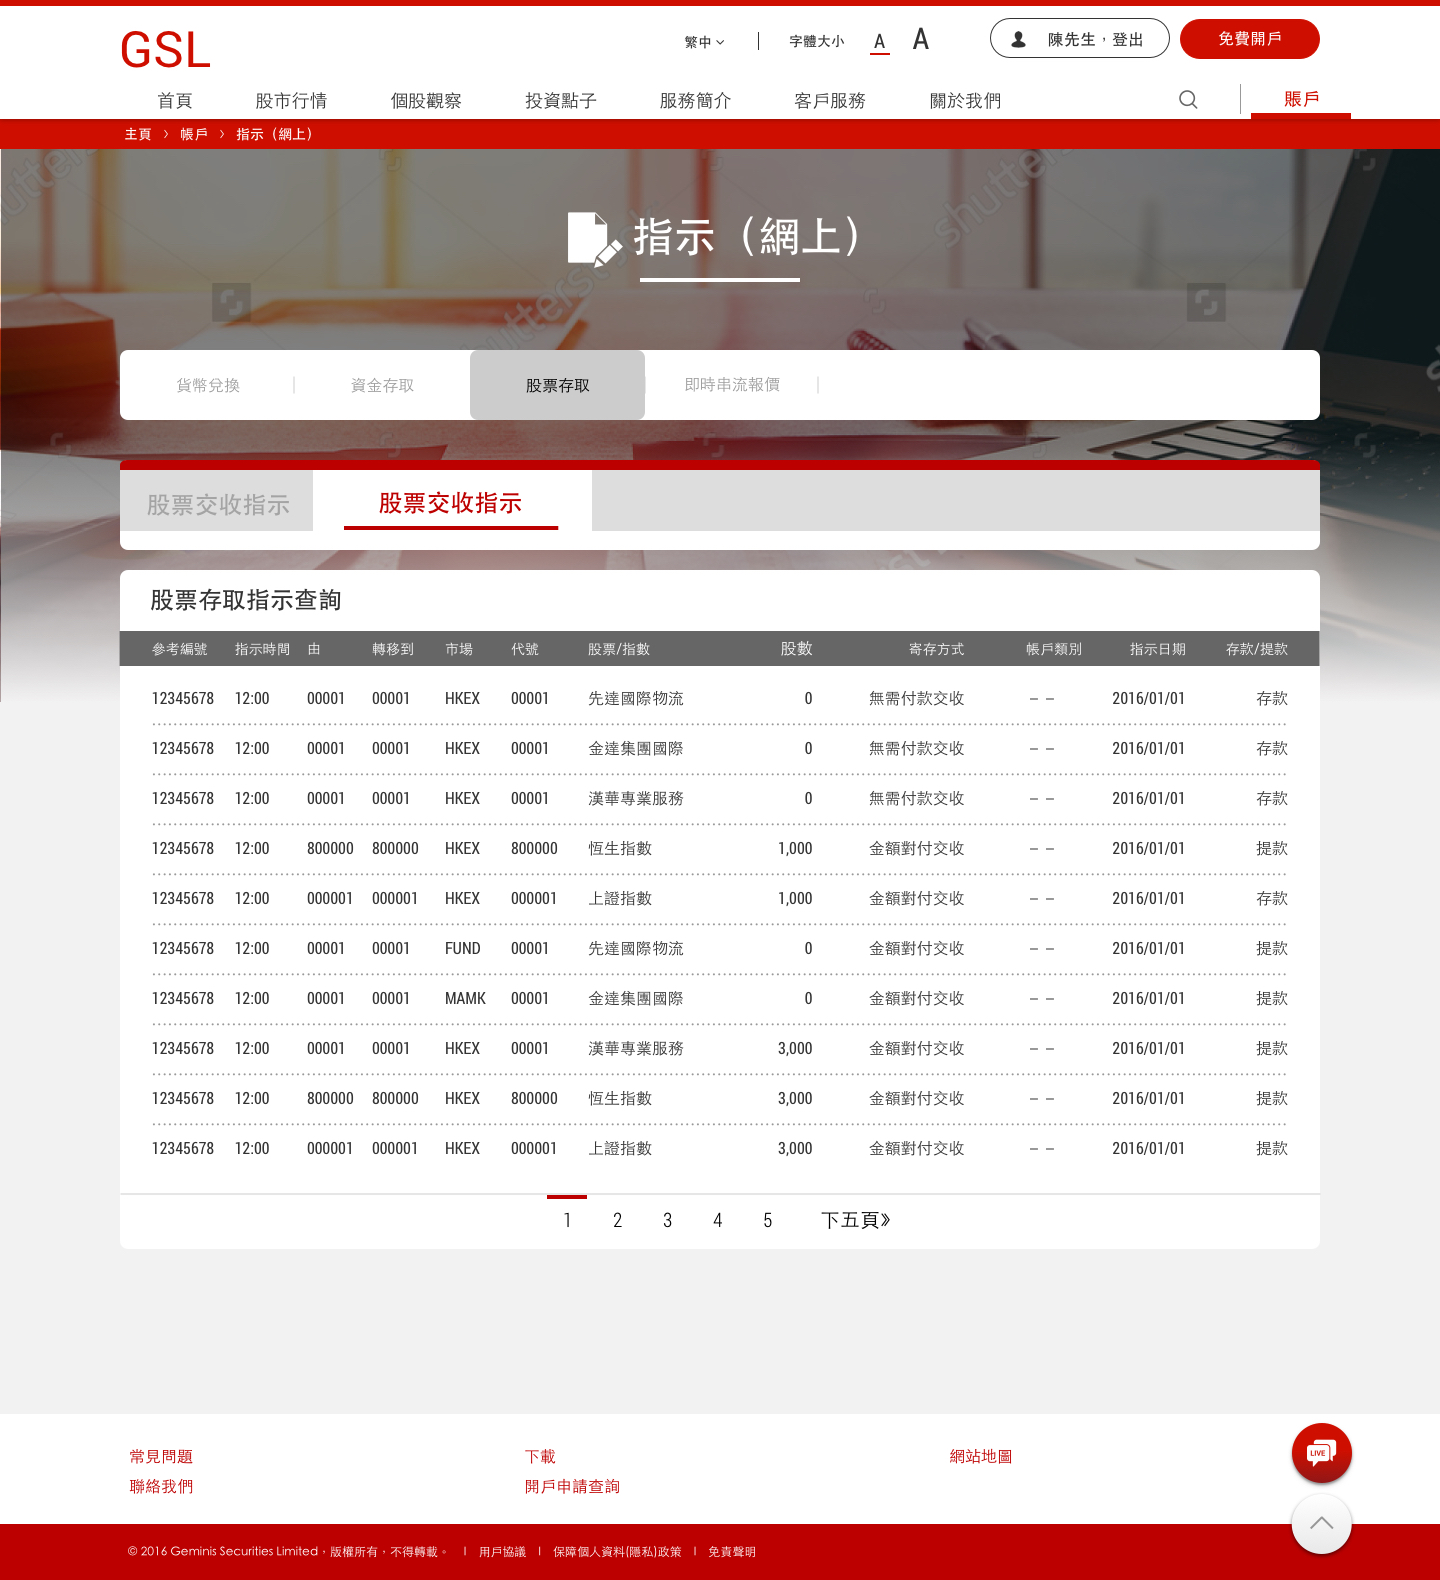 GSL
繁中 字體大小 A A 陳先生，登出 免費開戶
首頁 股市行情 個股觀察 投資點子 服務簡介 客戶服務 關於我們 賬戶
主頁 〉 帳戶 〉 指示（網上）
shutterstock
指示（網上）
貨幣兌換 資金存取 股票存取 即時串流報價
股票交收指示 股票交收指示
股票存取指示查詢
參考編號 指示時間 由 轉移到 市場 代號 股票/指數 股數 寄存方式 帳戶類別 指示日期 存款/提款
12345678 12:00 00001 00001 HKEX 00001 先達國際物流 0 無需付款交收 – – 2016/01/01 存款
12345678 12:00 00001 00001 HKEX 00001 金達集團國際 0 無需付款交收 – – 2016/01/01 存款
12345678 12:00 00001 00001 HKEX 00001 漢華專業服務 0 無需付款交收 – – 2016/01/01 存款
12345678 12:00 800000 800000 HKEX 800000 恆生指數 1,000 金額對付交收 – – 2016/01/01 提款
12345678 12:00 000001 000001 HKEX 000001 上證指數 1,000 金額對付交收 – – 2016/01/01 存款
12345678 12:00 00001 00001 FUND 00001 先達國際物流 0 金額對付交收 – – 2016/01/01 提款
12345678 12:00 00001 00001 MAMK 00001 金達集團國際 0 金額對付交收 – – 2016/01/01 提款
12345678 12:00 00001 00001 HKEX 00001 漢華專業服務 3,000 金額對付交收 – – 2016/01/01 提款
12345678 12:00 800000 800000 HKEX 800000 恆生指數 3,000 金額對付交收 – – 2016/01/01 提款
12345678 12:00 000001 000001 HKEX 000001 上證指數 3,000 金額對付交收 – – 2016/01/01 提款
1 2 3 4 5 下五頁》
常見問題 下載 網站地圖
LIVE
聯絡我們 開戶申請查詢
© 2016 Geminis Securities Limited，版權所有，不得轉載。 | 用戶協議 | 保障個人資料(隱私)政策 | 免責聲明